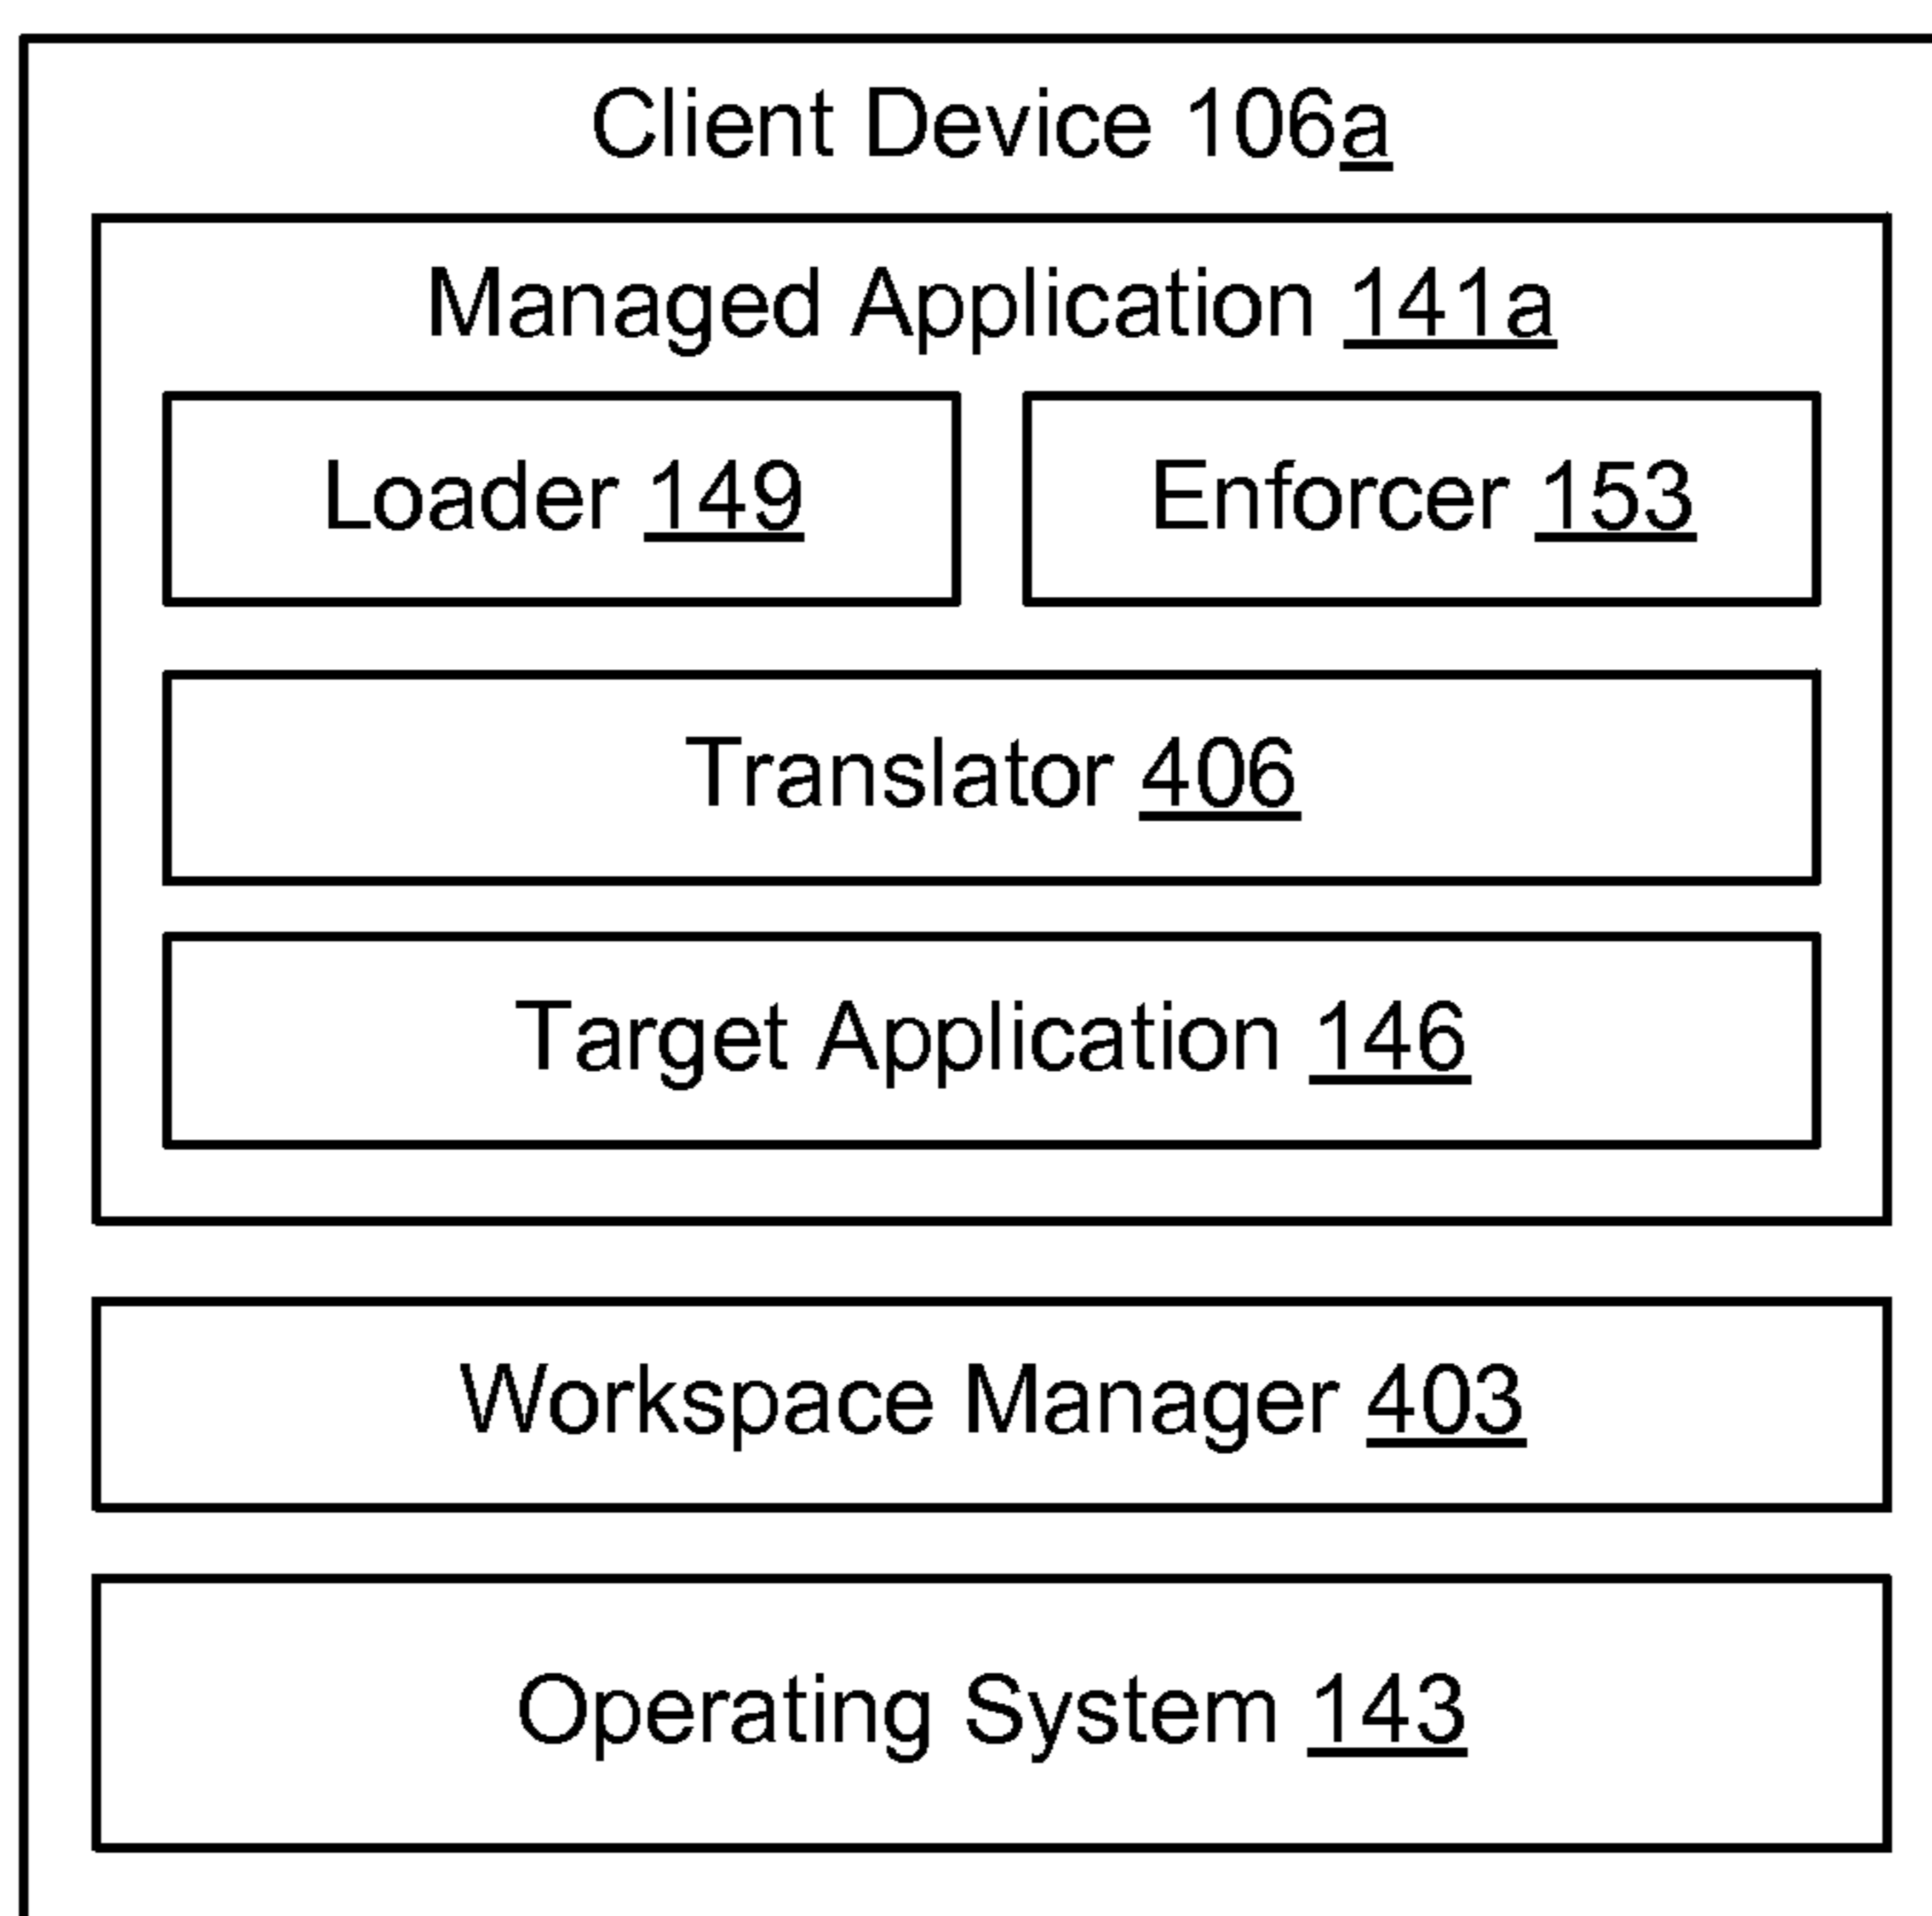 Client Device 106a
Managed Application 141a
Loader 149
Enforcer 153
Translator 406
Target Application 146
Workspace Manager 403
Operating System 143